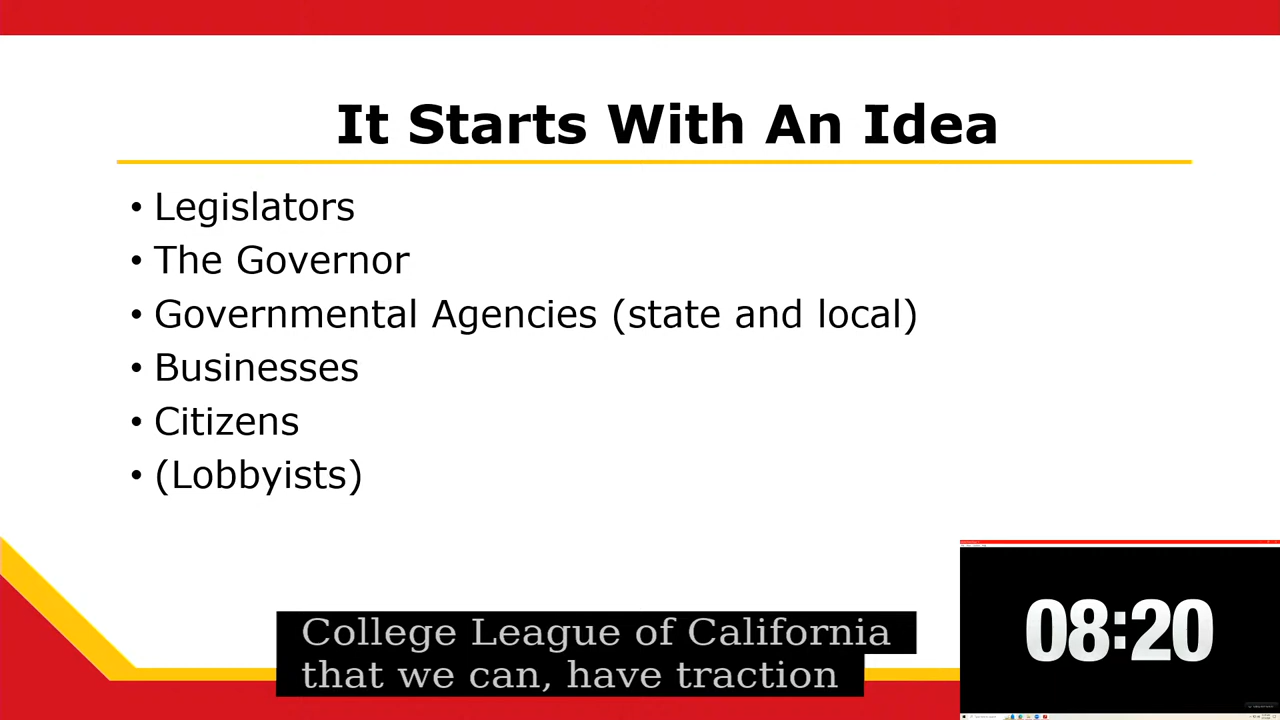 It Starts With An Idea
• Legislators
• The Governor
• Governmental Agencies (state and local)
• Businesses
• Citizens
• (Lobbyists)
College League of California
that we can, have traction
08:20